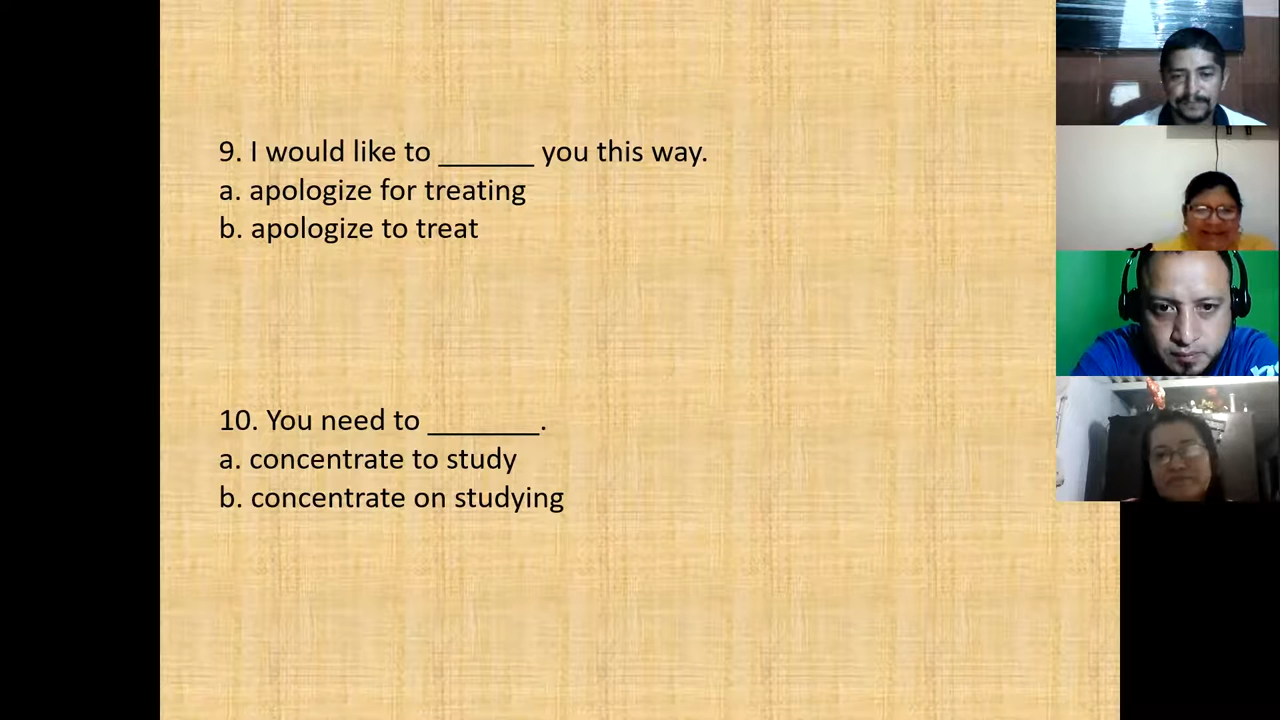 9. I would like to ______ you this way.
a. apologize for treating
b. apologize to treat
10. You need to _______.
a. concentrate to study
b. concentrate on studying